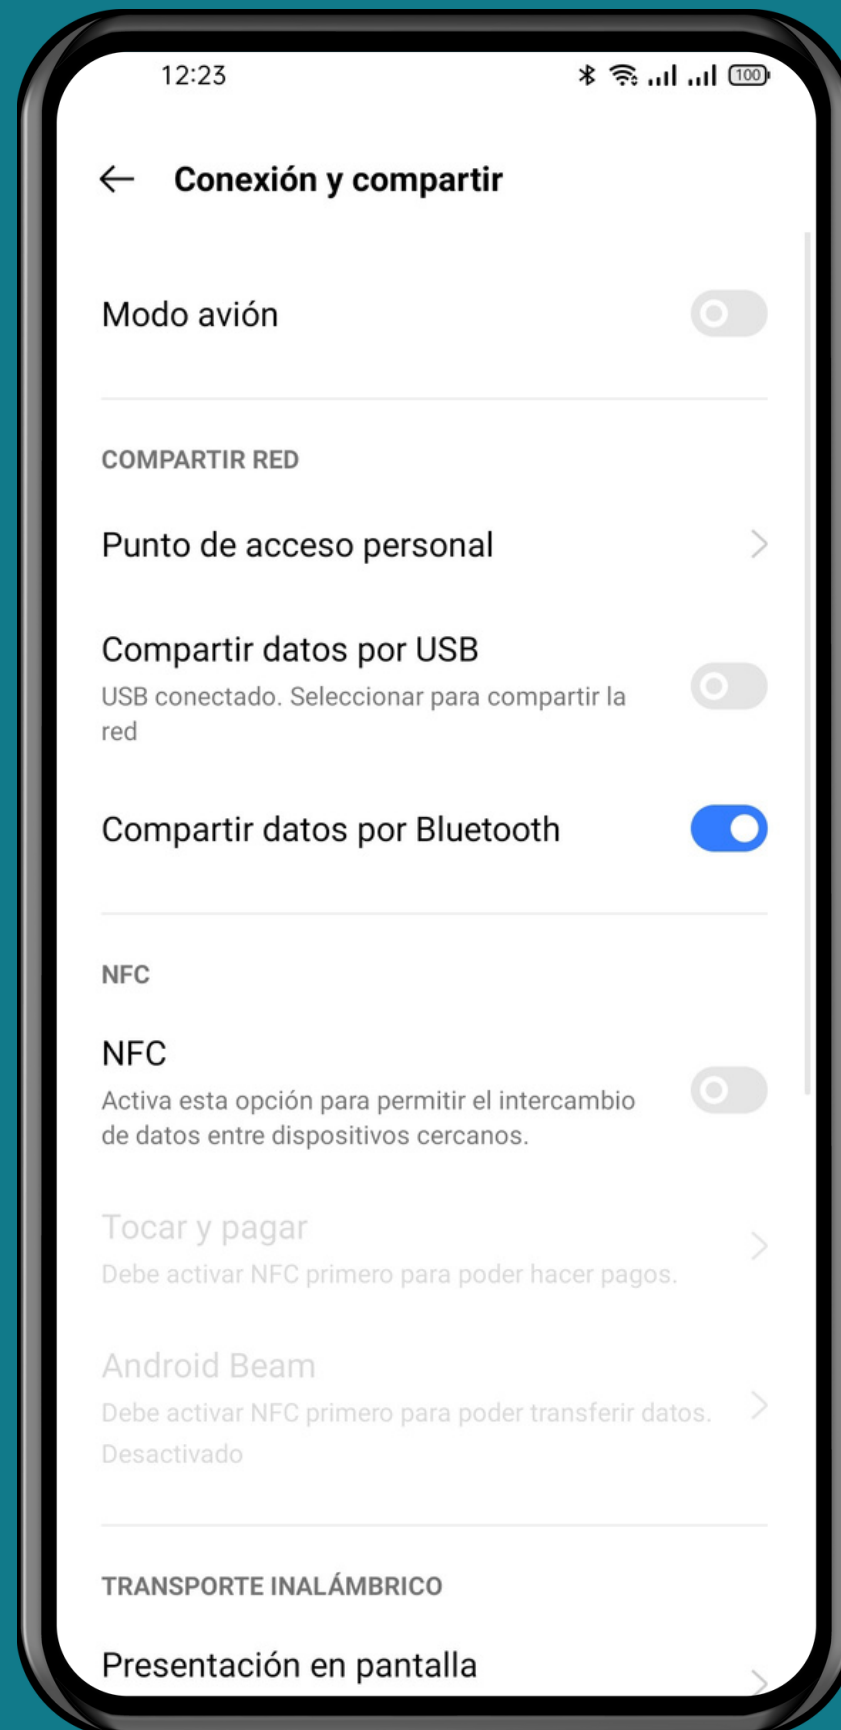 12:23
100
Conexión y compartir
Modo avión
COMPARTIR RED
Punto de acceso personal
Compartir datos por USB
USB conectado. Seleccionar para compartir la
red
Compartir datos por Bluetooth
NFC
NFC
Activa esta opción para permitir el intercambio
de datos entre dispositivos cercanos.
Tocar y pagar
Debe activar NFC primero para poder hacer pagos.
Android Beam
Debe activar NFC primero para poder transferir datos.
Desactivado
TRANSPORTE INALÁMBRICO
Presentación en pantalla